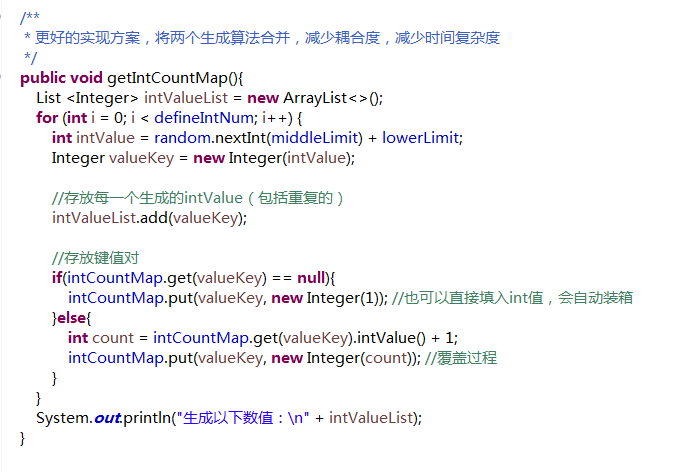 /**
 * 更好的实现方案，将两个生成算法合并，减少耦合度，减少时间复杂度
 */
public void getIntCountMap(){
List <Integer> intValueList = new ArrayList<>();
for (int i = 0; i < defineIntNum; i++) {
int intValue = random.nextInt(middleLimit) + lowerLimit;
Integer valueKey = new Integer(intValue);
//存放每一个生成的intValue（包括重复的）
intValueList.add(valueKey);
//存放键值对
if(intCountMap.get(valueKey) == null){
intCountMap.put(valueKey, new Integer(1)); //也可以直接填入int值，会自动装箱
}else{
int count = intCountMap.get(valueKey).intValue() + 1;
intCountMap.put(valueKey, new Integer(count)); //覆盖过程
}
}
System.out.println("生成以下数值：\n" + intValueList);
}